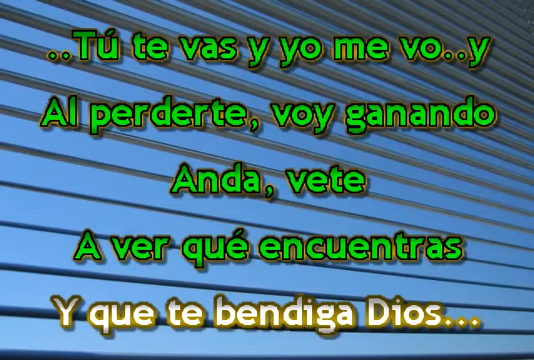 ..Tú te vas y yo me vo..y
Al perderte, voy ganando
Anda, vete
A ver qué encuentras
Y que te bendiga Dios...